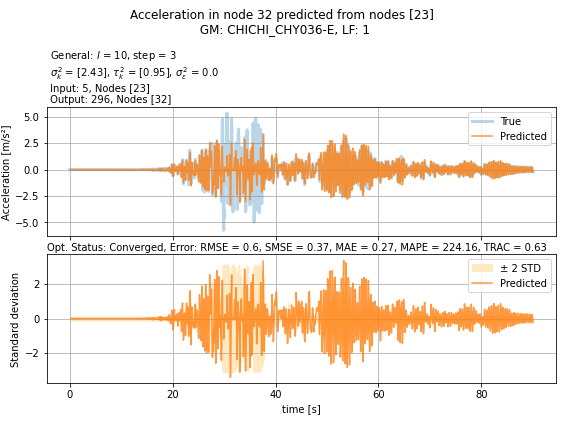 Acceleration in node 32 predicted from nodes [23]
GM: CHICHI_CHY036-E, LF: 1
General: l = 10, step = 3
σ²ₖ = [2.43], τ²ₖ = [0.95], σ²ε = 0.0
Input: 5, Nodes [23]
Output: 296, Nodes [32]
Acceleration [m/s²]
5.0
2.5
0.0
−2.5
−5.0
True
Predicted
Opt. Status: Converged, Error: RMSE = 0.6, SMSE = 0.37, MAE = 0.27, MAPE = 224.16, TRAC = 0.63
Standard deviation
2
0
−2
± 2 STD
Predicted
0 20 40 60 80
time [s]